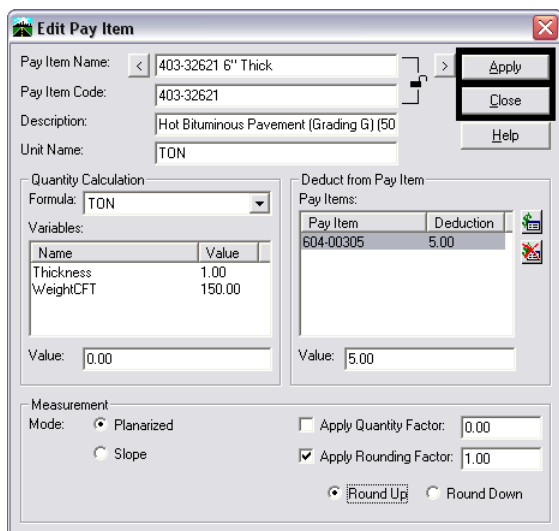 Edit Pay Item
Pay Item Name: < 403-32621 6" Thick > Apply
Pay Item Code: 403-32621 Close
Description: Hot Bituminous Pavement (Grading G) (50 Help
Unit Name: TON
Quantity Calculation
Formula: TON
Variables:
Name Value
Thickness 1.00
WeightCFT 150.00
Value: 0.00
Deduct from Pay Item
Pay Items:
Pay Item Deduction
604-00305 5.00
Value: 5.00
Measurement
Mode: Planarized
Slope
Apply Quantity Factor: 0.00
Apply Rounding Factor: 1.00
Round Up Round Down